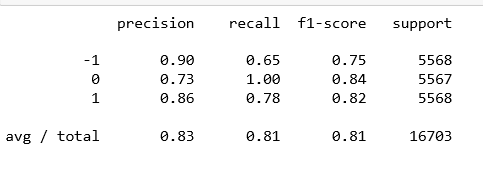 precision recall f1-score support
-1 0.90 0.65 0.75 5568
0 0.73 1.00 0.84 5567
1 0.86 0.78 0.82 5568
avg / total 0.83 0.81 0.81 16703